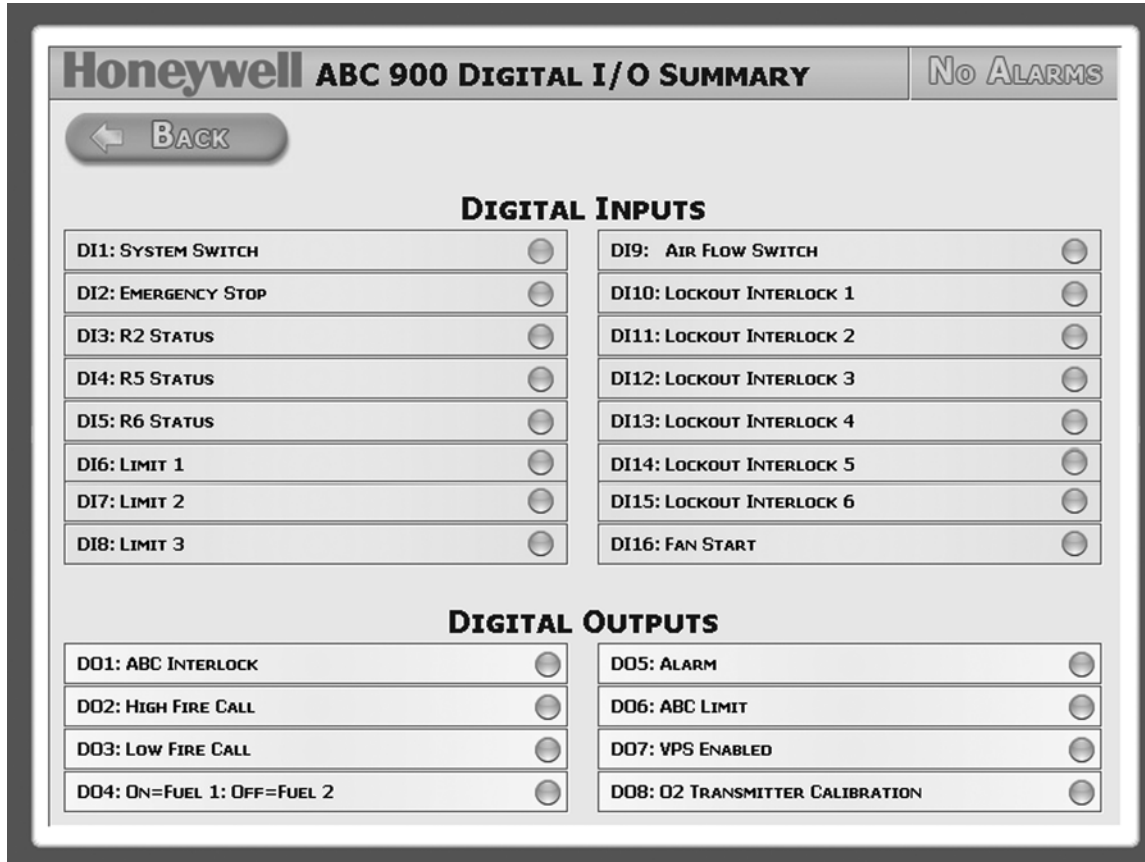 Honeywell ABC 900 Digital I/O Summary
No Alarms
Back
Digital Inputs
DI1: System Switch
DI2: Emergency Stop
DI3: R2 Status
DI4: R5 Status
DI5: R6 Status
DI6: Limit 1
DI7: Limit 2
DI8: Limit 3
DI9: Air Flow Switch
DI10: Lockout Interlock 1
DI11: Lockout Interlock 2
DI12: Lockout Interlock 3
DI13: Lockout Interlock 4
DI14: Lockout Interlock 5
DI15: Lockout Interlock 6
DI16: Fan Start
Digital Outputs
DO1: ABC Interlock
DO2: High Fire Call
DO3: Low Fire Call
DO4: On=Fuel 1: Off=Fuel 2
DO5: Alarm
DO6: ABC Limit
DO7: VPS Enabled
DO8: O2 Transmitter Calibration